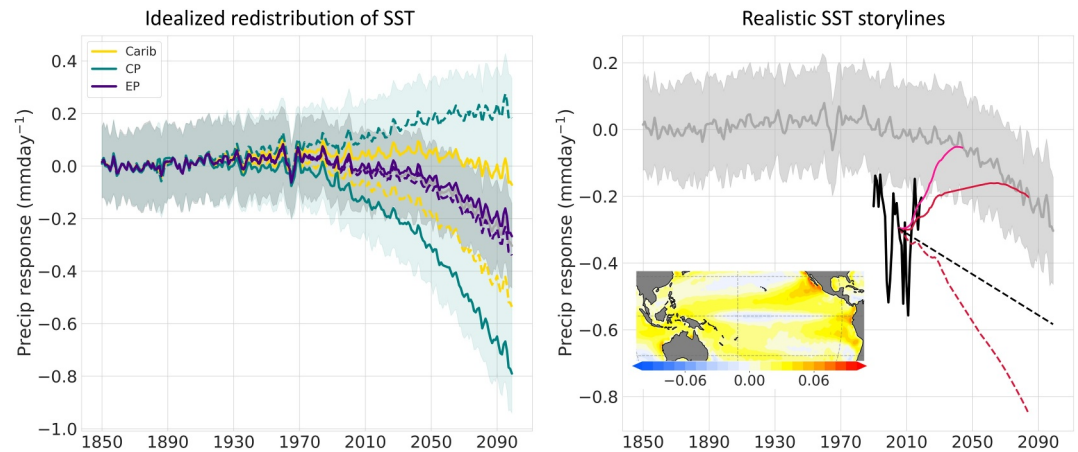 Idealized redistribution of SST
Carib
CP
EP
Precip response (mmday⁻¹)
0.4
0.2
0.0
−0.2
−0.4
−0.6
−0.8
−1.0
1850 1890 1930 1970 2010 2050 2090
Realistic SST storylines
Precip response (mmday⁻¹)
0.2
0.0
−0.2
−0.4
−0.6
−0.8
−0.06 0.00 0.06
1850 1890 1930 1970 2010 2050 2090